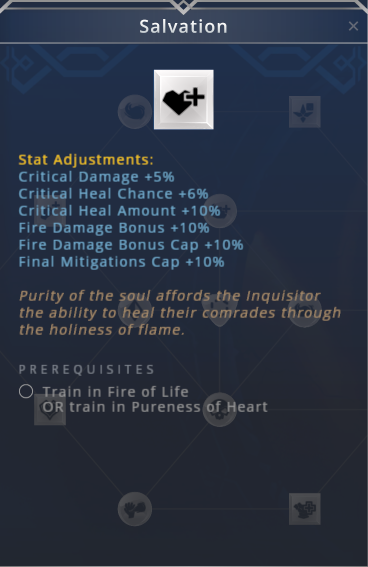 Salvation
Stat Adjustments:
Critical Damage +5%
Critical Heal Chance +6%
Critical Heal Amount +10%
Fire Damage Bonus +10%
Fire Damage Bonus Cap +10%
Final Mitigations Cap +10%
Purity of the soul affords the Inquisitor
the ability to heal their comrades through
the holiness of flame.
PREREQUISITES
Train in Fire of Life
OR train in Pureness of Heart